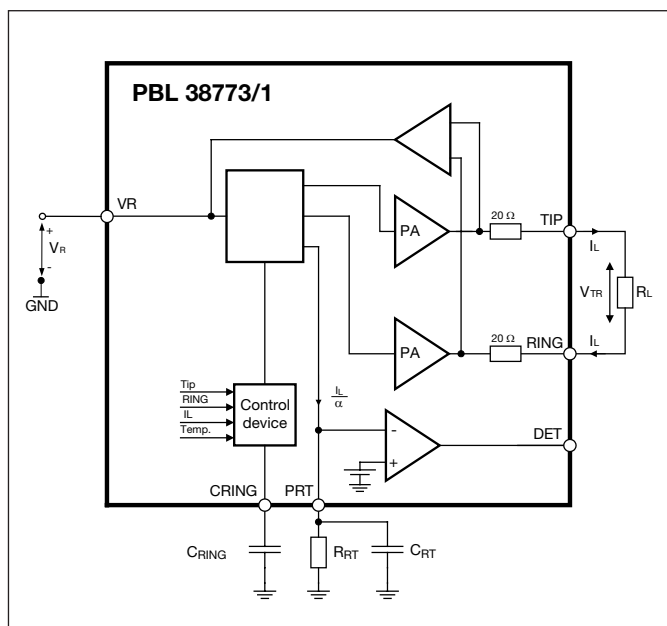 PBL 38773/1
VR
+
VR
-
GND
PA
20 Ω
TIP
IL
VTR
RL
PA
20 Ω
RING
IL
IL
α
Tip
RING
IL
Temp.
Control
device
-
+
DET
CRING
PRT
CRING
RRT
CRT